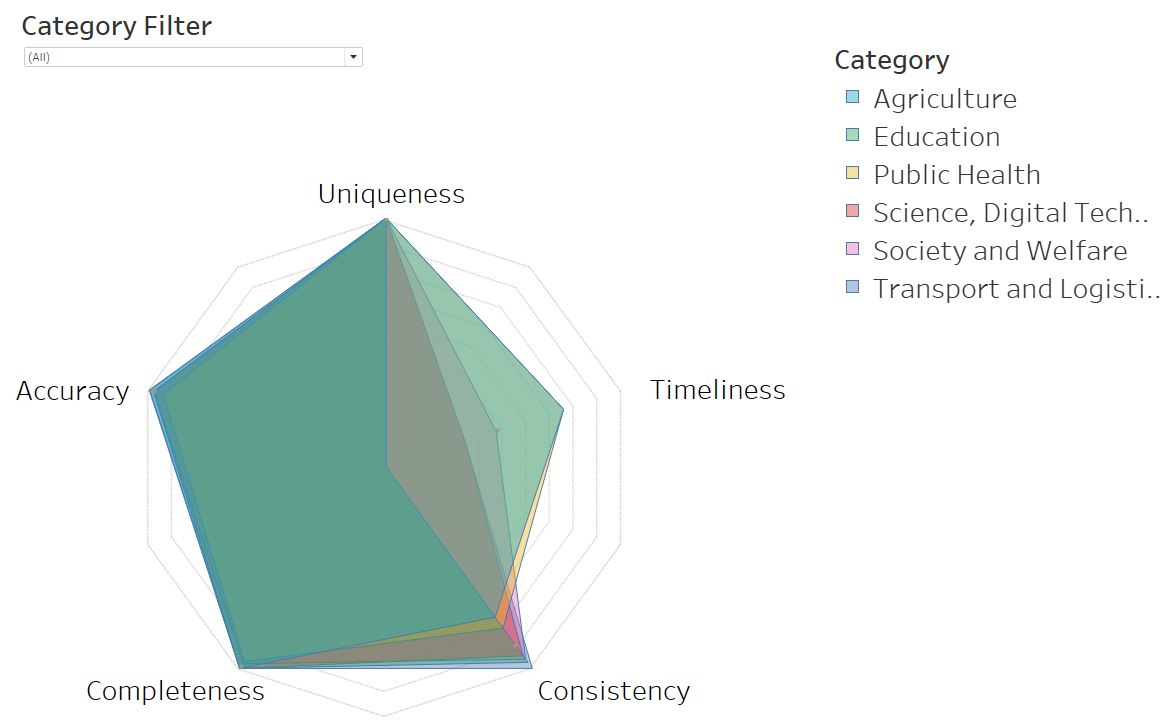 Category Filter
(All)
Category
Agriculture
Education
Public Health
Science, Digital Tech..
Society and Welfare
Transport and Logisti..
Uniqueness
Accuracy
Timeliness
Completeness
Consistency